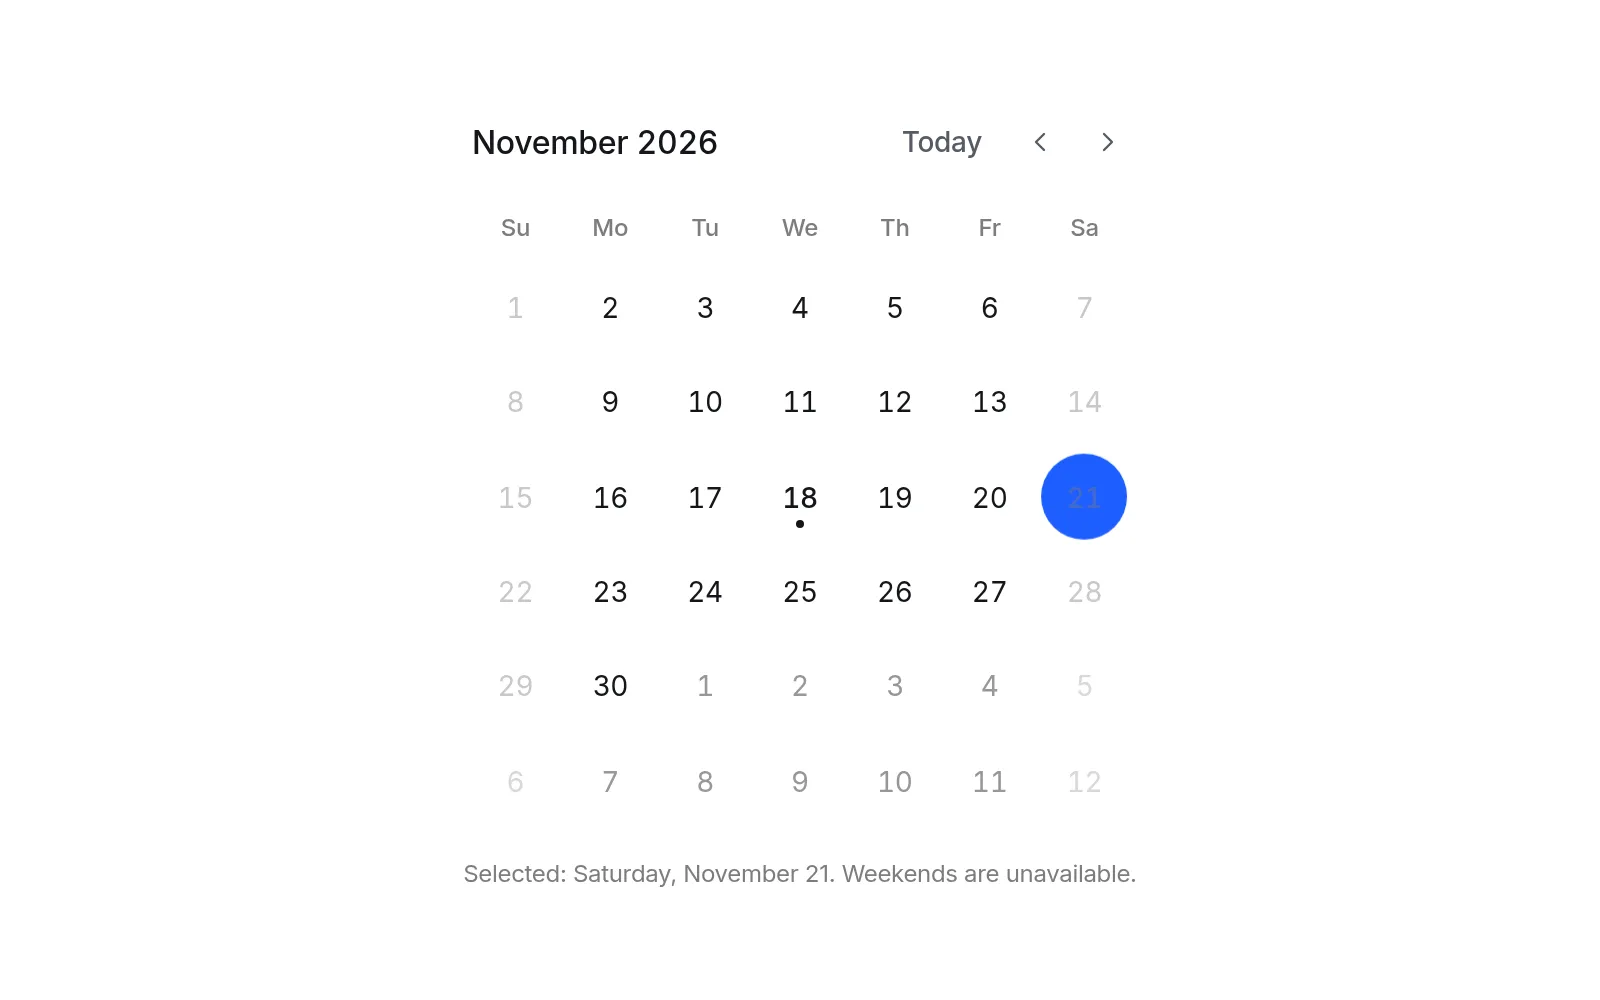 November 2026 Today
Su Mo Tu We Th Fr Sa
1 2 3 4 5 6 7
8 9 10 11 12 13 14
15 16 17 18 19 20 21
22 23 24 25 26 27 28
29 30 1 2 3 4 5
6 7 8 9 10 11 12
Selected: Saturday, November 21. Weekends are unavailable.